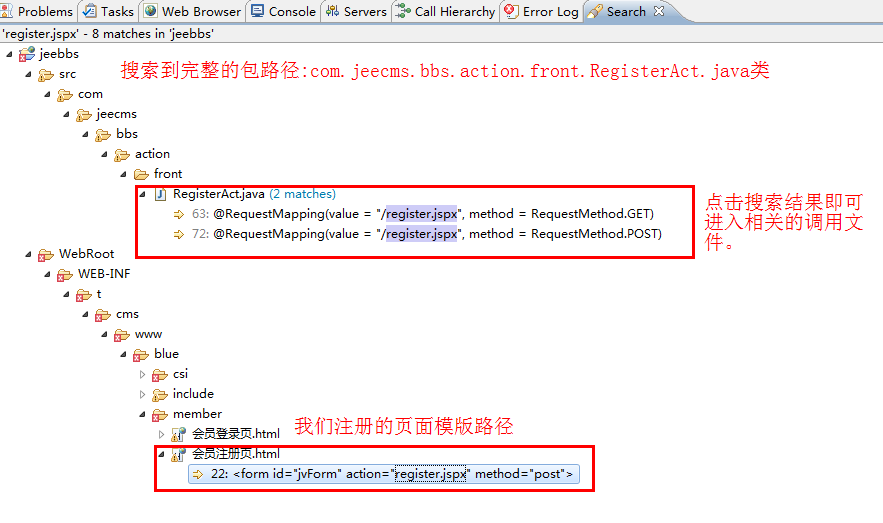 Problems Tasks Web Browser Console Servers Call Hierarchy Error Log Search
'register.jspx' - 8 matches in 'jeebbs'
jeebbs
搜索到完整的包路径:com.jeecms.bbs.action.front.RegisterAct.java类
src
com
jeecms
bbs
action
front
RegisterAct.java (2 matches)
63: @RequestMapping(value = "/register.jspx", method = RequestMethod.GET)
72: @RequestMapping(value = "/register.jspx", method = RequestMethod.POST)
点击搜索结果即可
进入相关的调用文
件。
WebRoot
WEB-INF
t
cms
www
blue
csi
include
member
我们注册的页面模版路径
会员登录页.html
会员注册页.html
22: <form id="jvForm" action="register.jspx" method="post">